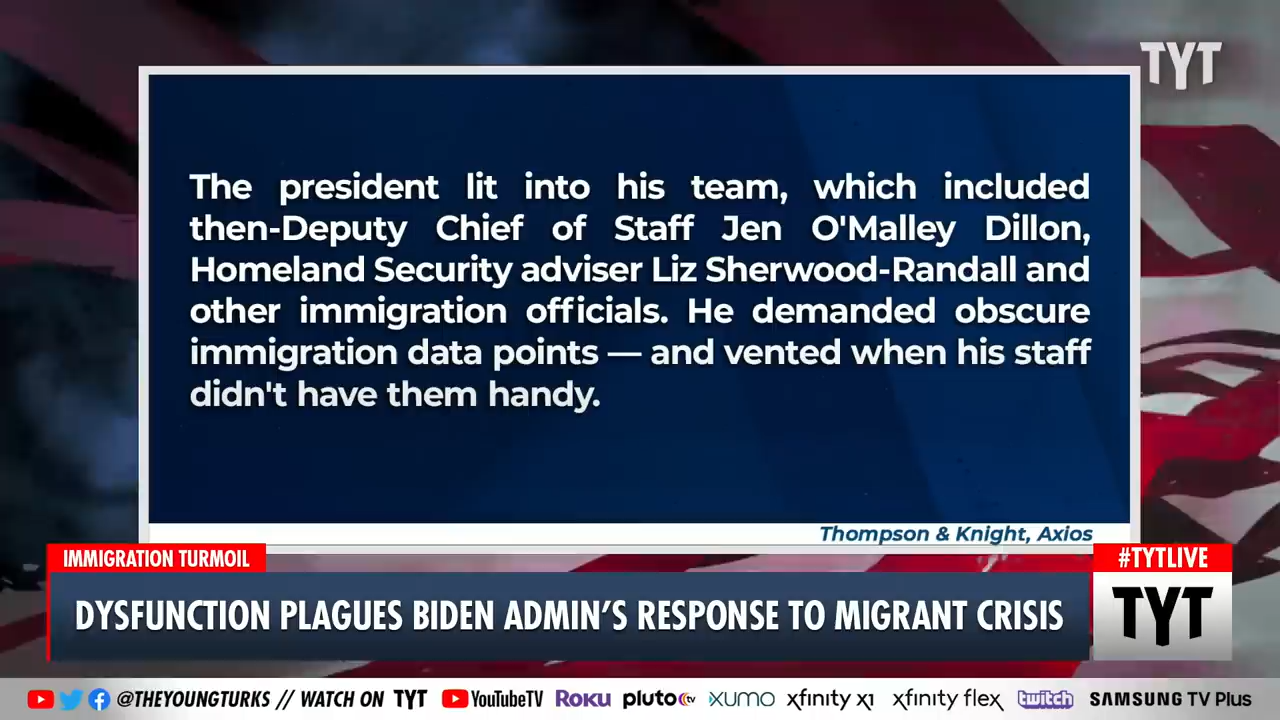 TYT
The president lit into his team, which included
then-Deputy Chief of Staff Jen O'Malley Dillon,
Homeland Security adviser Liz Sherwood-Randall and
other immigration officials. He demanded obscure
immigration data points — and vented when his staff
didn't have them handy.
Thompson & Knight, Axios
IMMIGRATION TURMOIL
#TYTLIVE
DYSFUNCTION PLAGUES BIDEN ADMIN’S RESPONSE TO MIGRANT CRISIS
TYT
@THEYOUNGTURKS // WATCH ON TYT YouTubeTV ROKU pluto tv XUMO xfinity x1 xfinity flex twitch SAMSUNG TV Plus